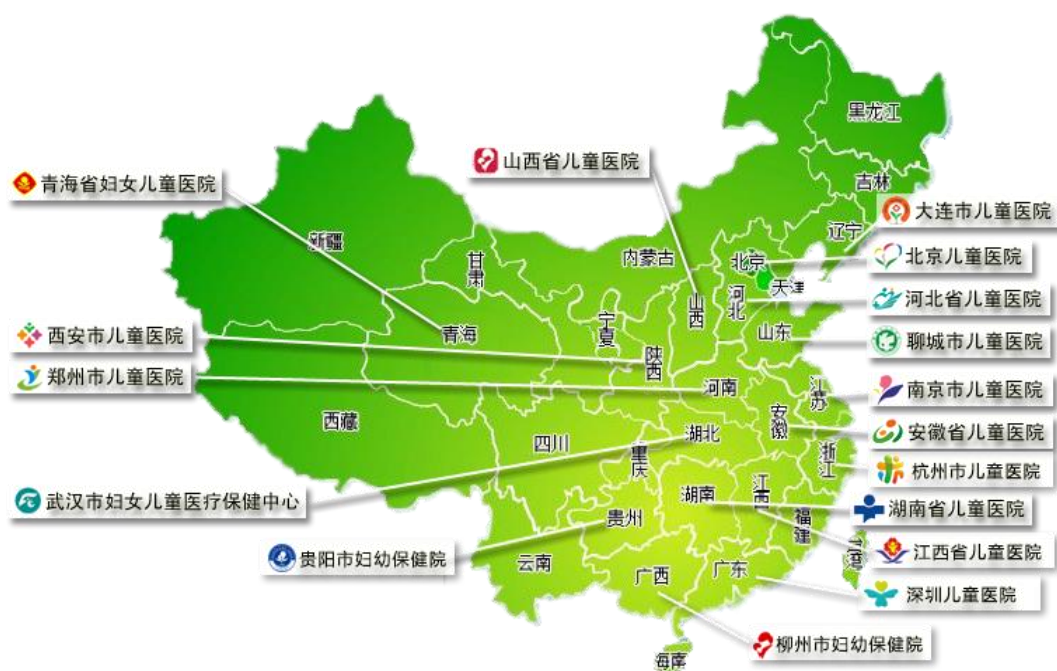 黑龙江
山西省儿童医院
吉林
青海省妇女儿童医院
大连市儿童医院
辽宁
新疆
内蒙古
北京
北京儿童医院
甘肃
天津
河北
河北省儿童医院
山西
宁夏
青海
山东
西安市儿童医院
聊城市儿童医院
陕西
郑州市儿童医院
河南
江苏
南京市儿童医院
西藏
安徽
安徽省儿童医院
湖北
四川
重庆
浙江
杭州市儿童医院
武汉市妇女儿童医疗保健中心
湖南
江西
湖南省儿童医院
贵州
福建
贵阳市妇幼保健院
江西省儿童医院
台湾
云南
广西
广东
深圳儿童医院
柳州市妇幼保健院
海南